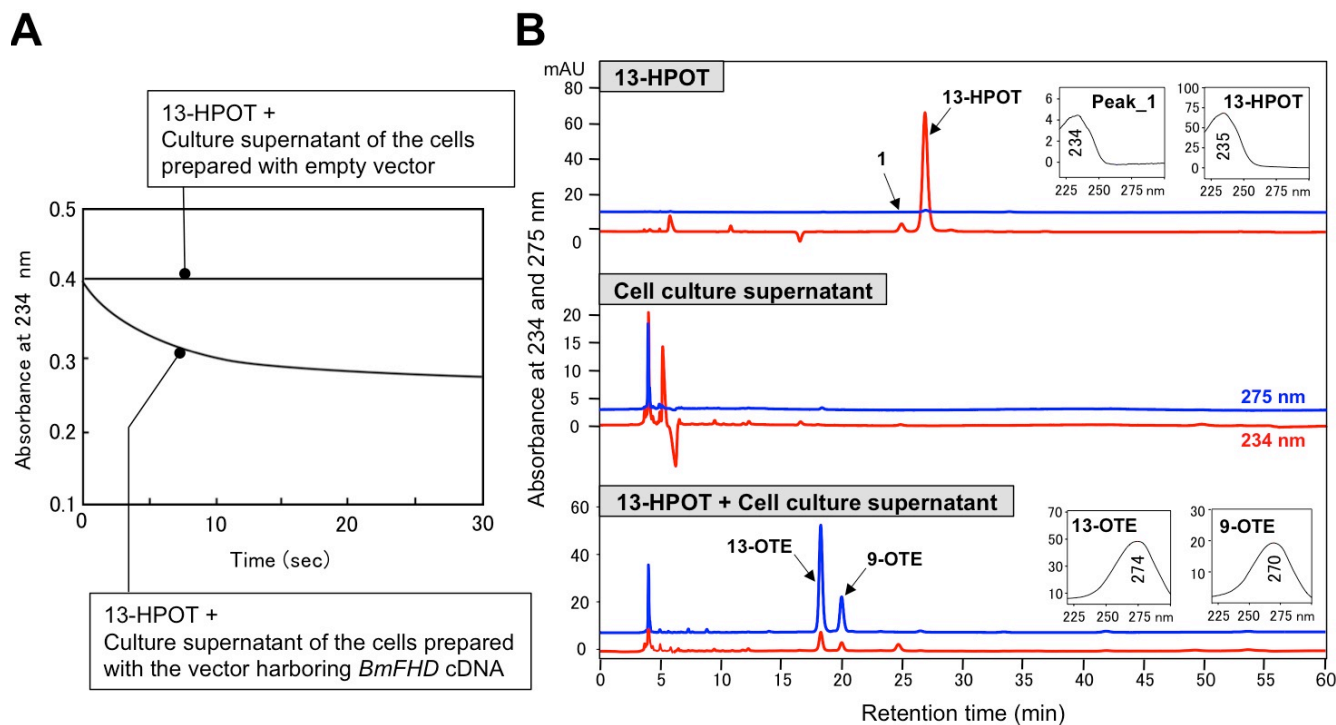 A
13-HPOT +
Culture supernatant of the cells
prepared with empty vector
0.5
0.4
0.3
0.2
0.1
Absorbance at 234 nm
0
10
20
30
Time (sec)
13-HPOT +
Culture supernatant of the cells prepared
with the vector harboring BmFHD cDNA
B
mAU
Absorbance at 234 and 275 nm
13-HPOT
80
60
40
20
0
1
13-HPOT
Peak_1
6
4
2
0
234
220 250 275 nm
13-HPOT
100
75
50
25
0
235
220 250 275 nm
Cell culture supernatant
20
15
10
5
0
275 nm
234 nm
13-HPOT + Cell culture supernatant
60
40
20
0
13-OTE
9-OTE
13-OTE
70
50
30
10
274
225 250 275 nm
9-OTE
30
20
10
270
225 250 275 nm
0 5 10 15 20 25 30 35 40 45 50 55 60
Retention time (min)